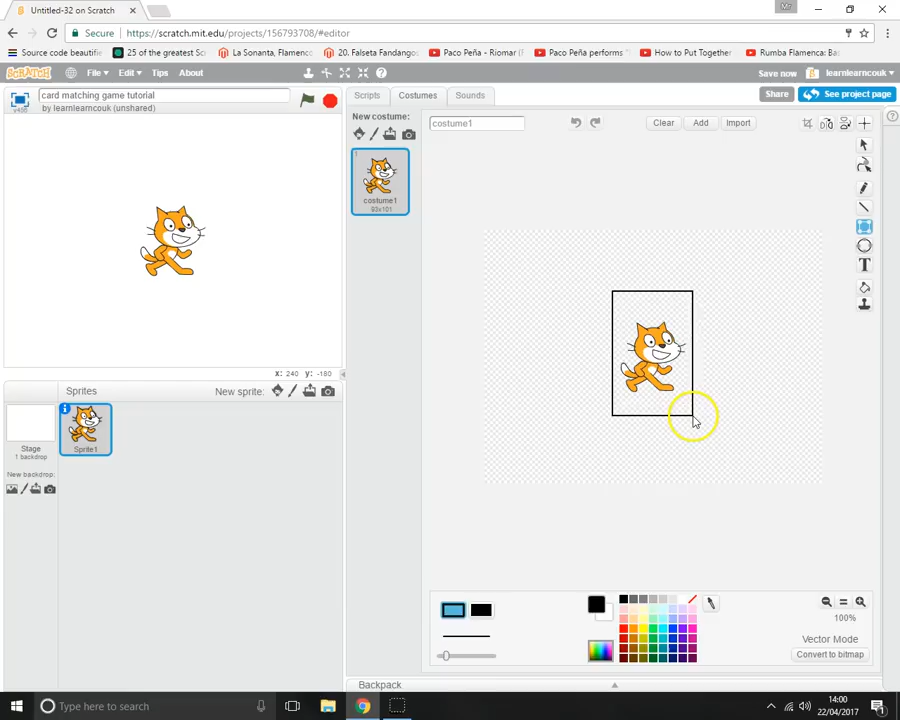 Untitled-32 on Scratch
Secure https://scratch.mit.edu/projects/156793708/#editor
Source code beautifie
25 of the greatest Sc
La Sonanta, Flamenco
20. Falseta Fandangos
Paco Peña - Riomar (F
Paco Peña performs "
How to Put Together
Rumba Flamenca: Bas
SCRATCH
File Edit Tips About
Save now learnlearncouk
card matching game tutorial
by learnlearncouk (unshared)
Scripts Costumes Sounds
Share See project page
New costume:
costume1 Clear Add Import
1
costume1
93x101
x: 240 y: -180
Sprites New sprite:
Stage
1 backdrop
New backdrop:
Sprite1
100%
Vector Mode
Convert to bitmap
Backpack
Type here to search
14:00
22/04/2017